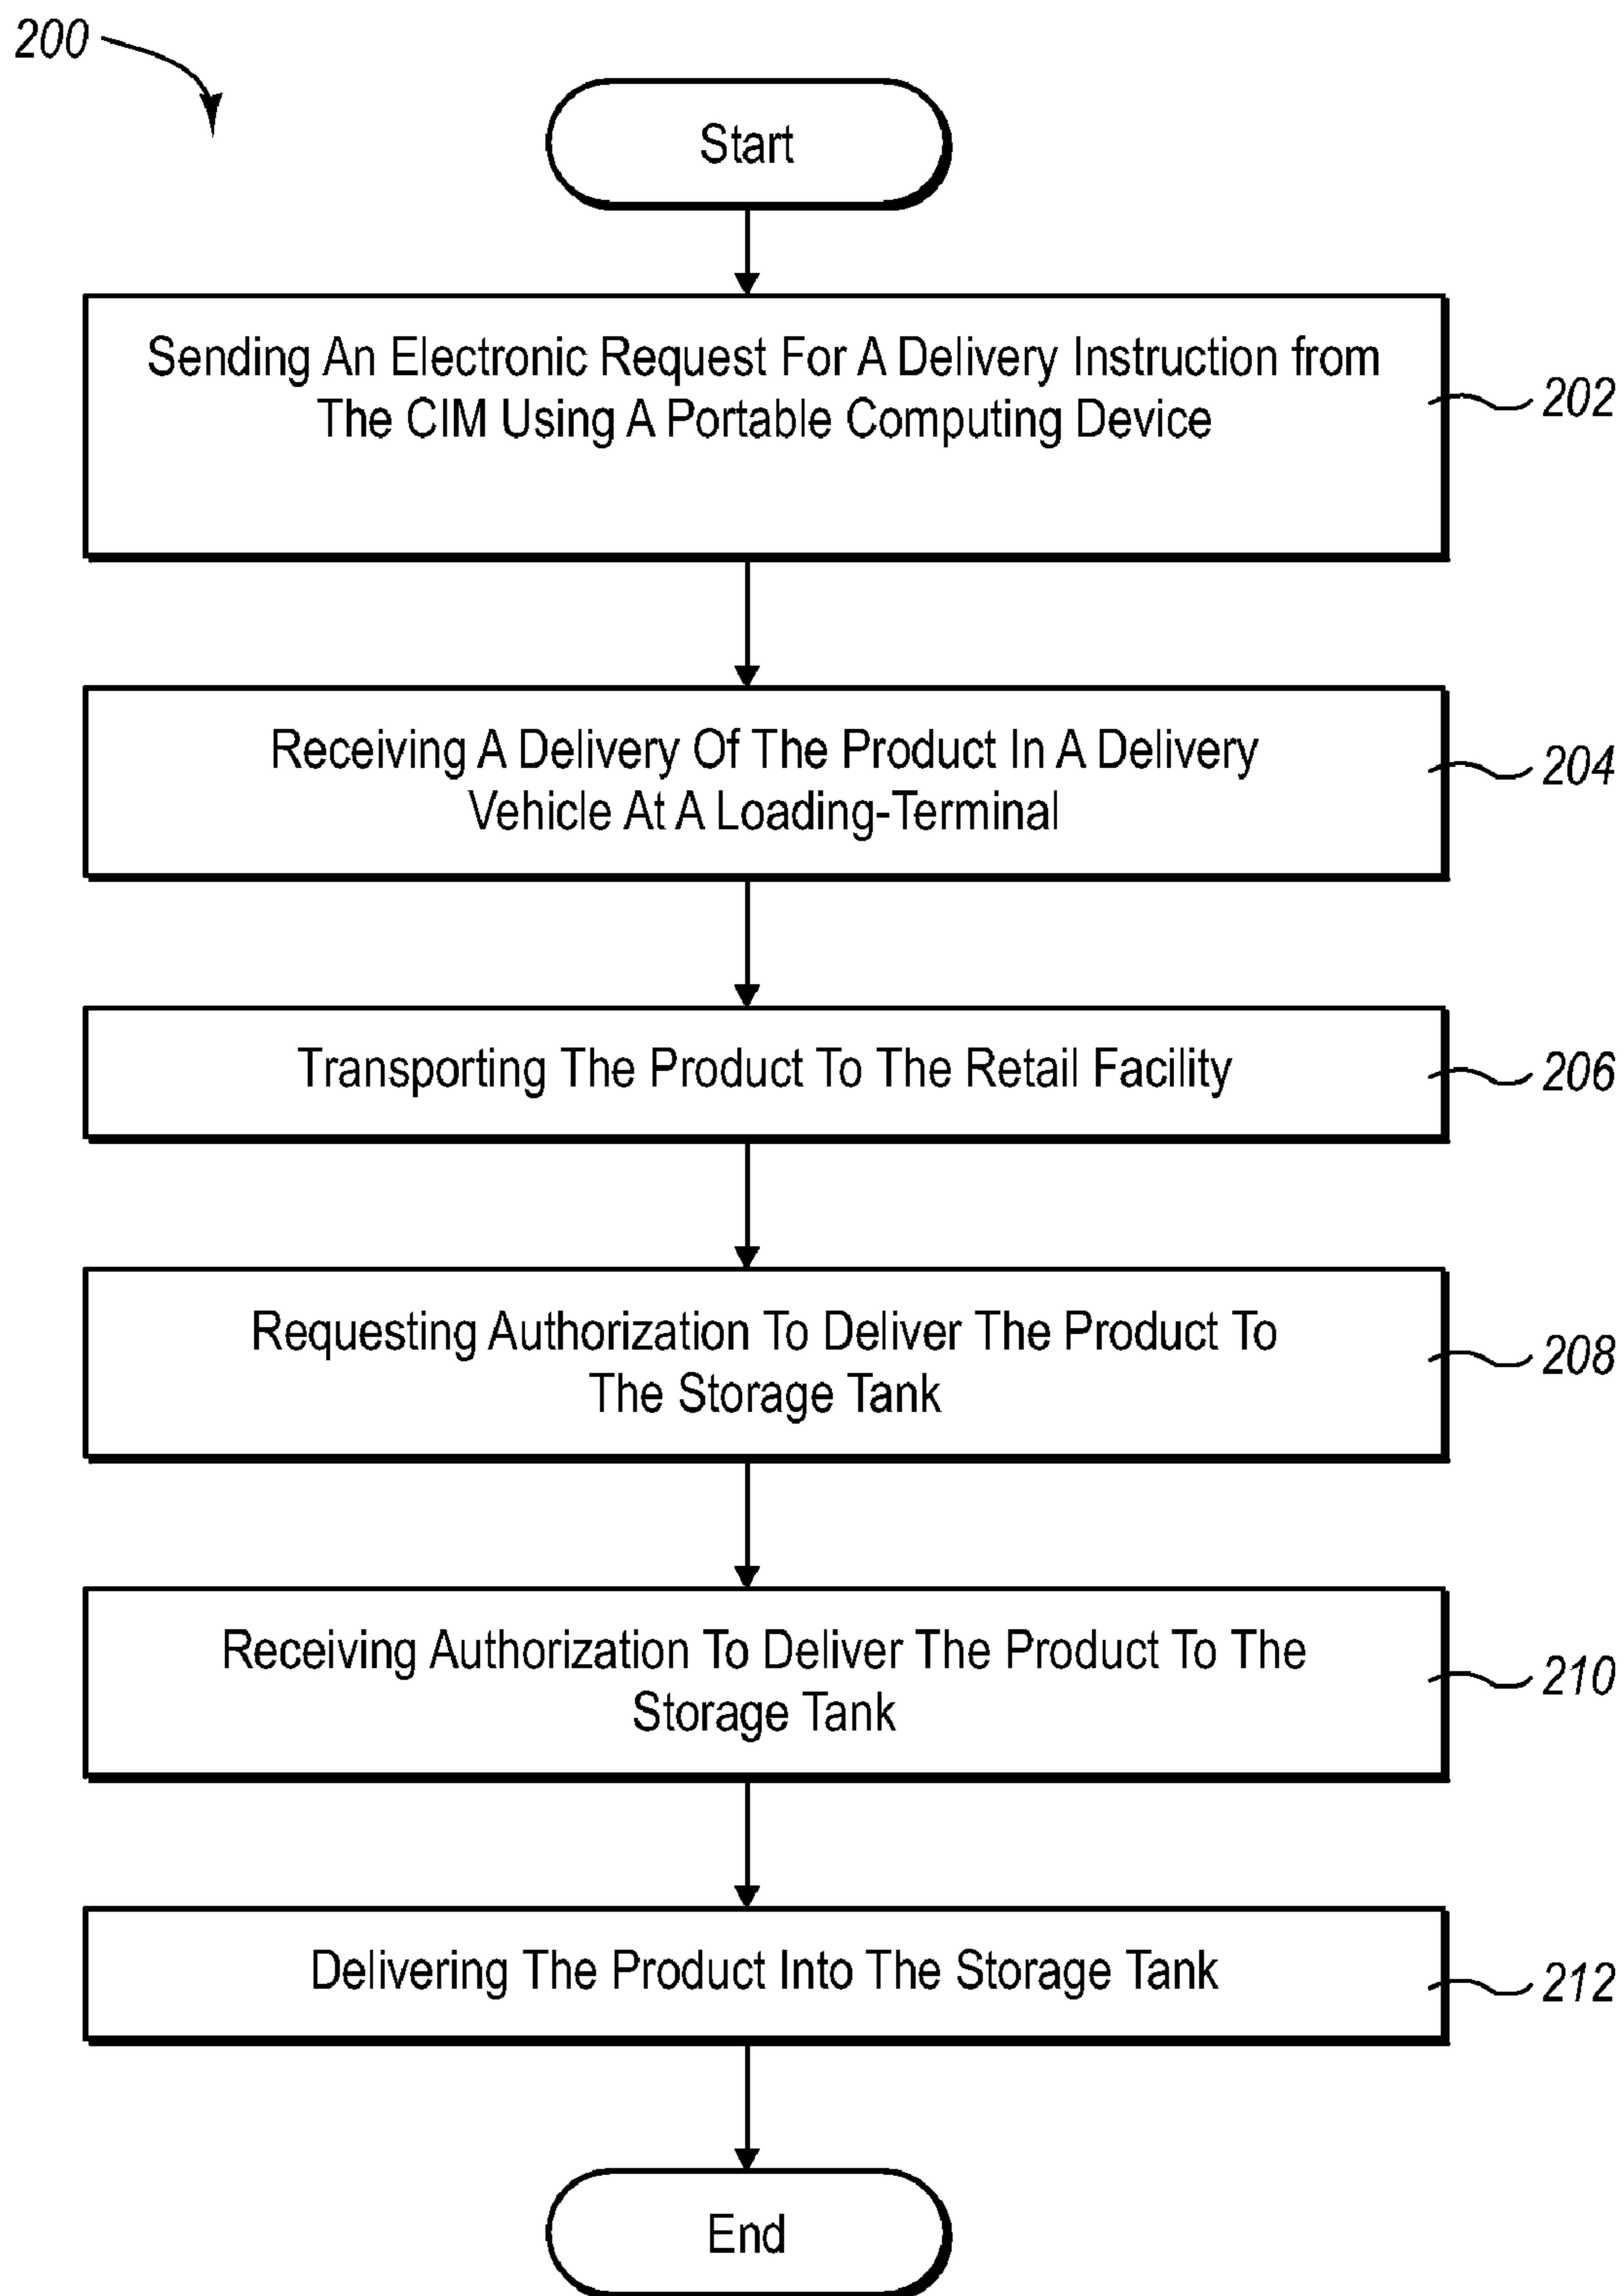 200
Start
Sending An Electronic Request For A Delivery Instruction from
The CIM Using A Portable Computing Device
202
Receiving A Delivery Of The Product In A Delivery
Vehicle At A Loading-Terminal
204
Transporting The Product To The Retail Facility
206
Requesting Authorization To Deliver The Product To
The Storage Tank
208
Receiving Authorization To Deliver The Product To The
Storage Tank
210
Delivering The Product Into The Storage Tank
212
End